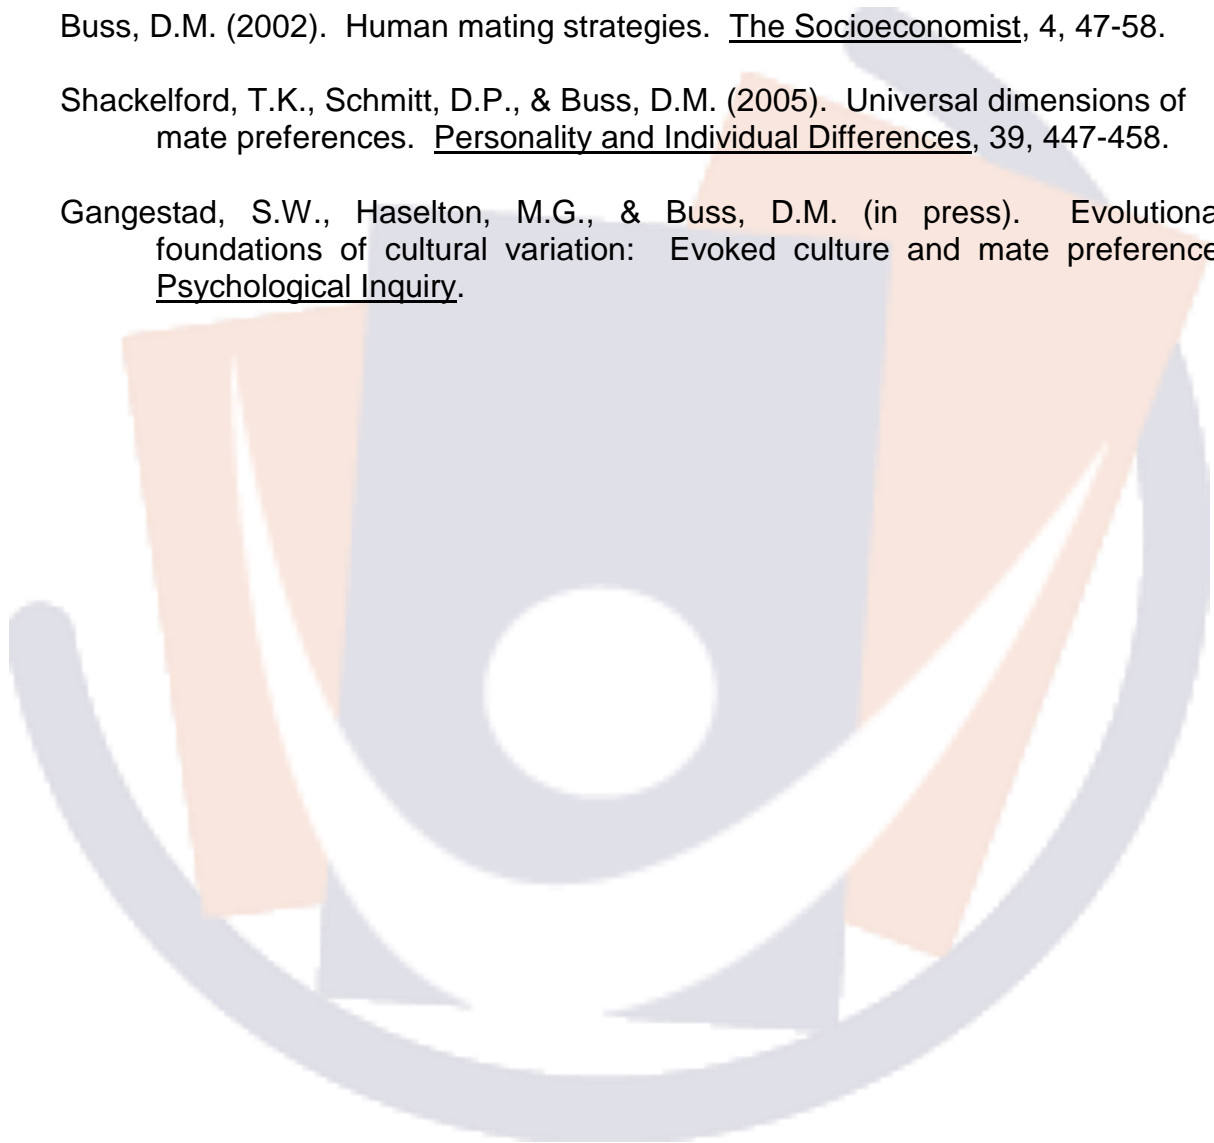 Buss, D.M. (2002). Human mating strategies. The Socioeconomist, 4, 47-58.
Shackelford, T.K., Schmitt, D.P., & Buss, D.M. (2005). Universal dimensions of
mate preferences. Personality and Individual Differences, 39, 447-458.
Gangestad, S.W., Haselton, M.G., & Buss, D.M. (in press). Evolutiona
foundations of cultural variation: Evoked culture and mate preference
Psychological Inquiry.